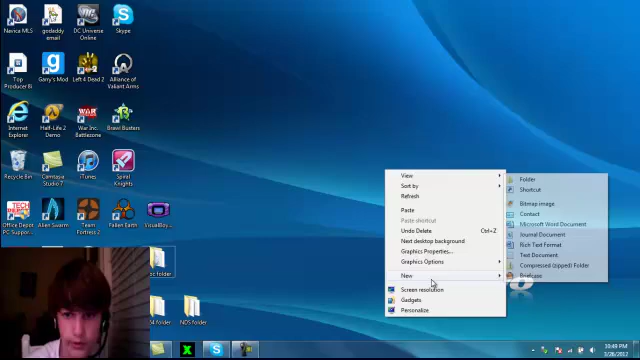 Navica MLS
godaddy email
DC Universe Online
Skype
Top Producer 8i
Gary's Mod
Left 4 Dead 2
Alliance of Valiant Arms
Internet Explorer
Half-Life 2 Demo
War Inc. Battlezone
Brawl Busters
Recycle Bin
Camtasia Studio 7
iTunes
Spiral Knights
Office Depot PC Support...
Alien Swarm
Team Fortress 2
Fallen Earth
VisualBoy...
folder
folder
NDS folder
View
Sort by
Refresh
Paste
Paste shortcut
Undo Delete Ctrl+Z
Next desktop background
Graphics Properties...
Graphics Options
New
Screen resolution
Gadgets
Personalize
Folder
Shortcut
Bitmap image
Contact
Microsoft Word Document
Journal Document
Rich Text Format
Text Document
Compressed (zipped) Folder
Briefcase
10:49 PM
3/26/2012